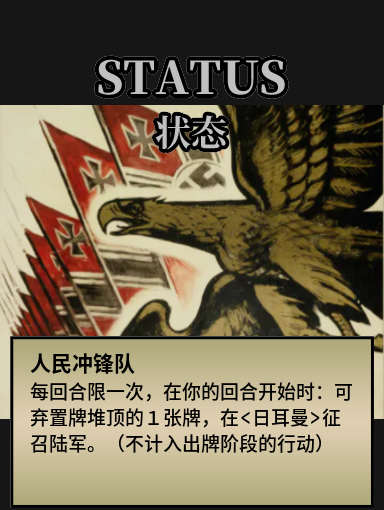 STATUS
状态
人民冲锋队
每回合限一次，在你的回合开始时：可
弃置牌堆顶的１张牌，在<日耳曼>征
召陆军。（不计入出牌阶段的行动）